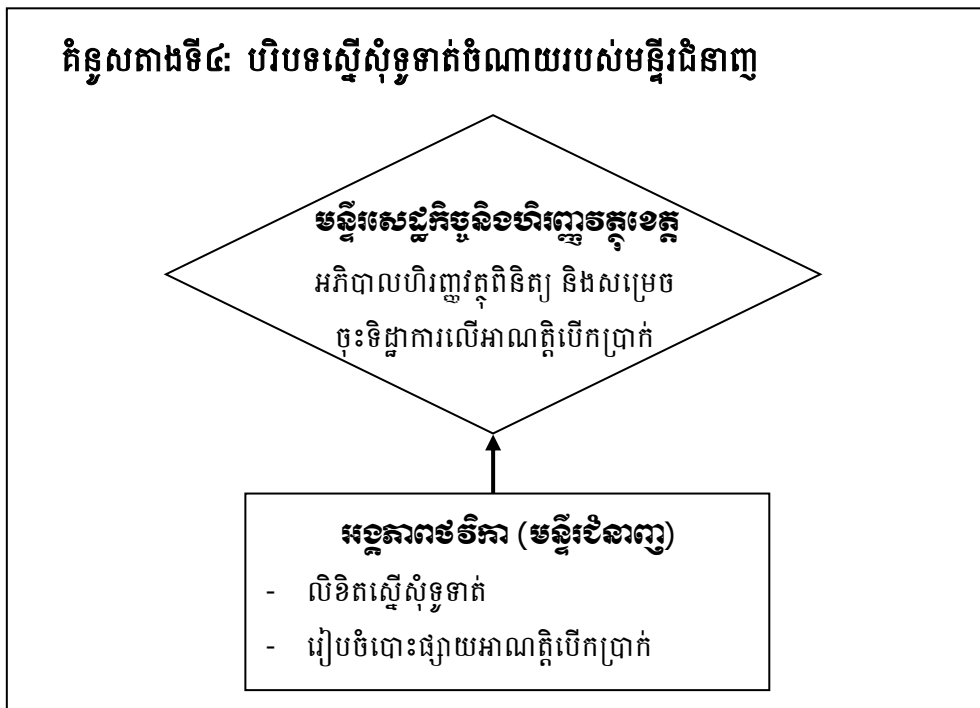 គំនូសតាងទី៤: បរិបទស្នើសុំទូទាត់ចំណាយរបស់មន្ទីរជំនាញ
មន្ទីរសេដ្ឋកិច្ចនិងហិរញ្ញវត្ថុខេត្ត
អភិបាលហិរញ្ញវត្ថុពិនិត្យ និងសម្រេច
ចុះទិដ្ឋាការលើអាណត្តិបើកប្រាក់
អង្គភាពថវិកា (មន្ទីរជំនាញ)
- លិខិតស្នើសុំទូទាត់
- រៀបចំបោះផ្សាយអាណត្តិបើកប្រាក់